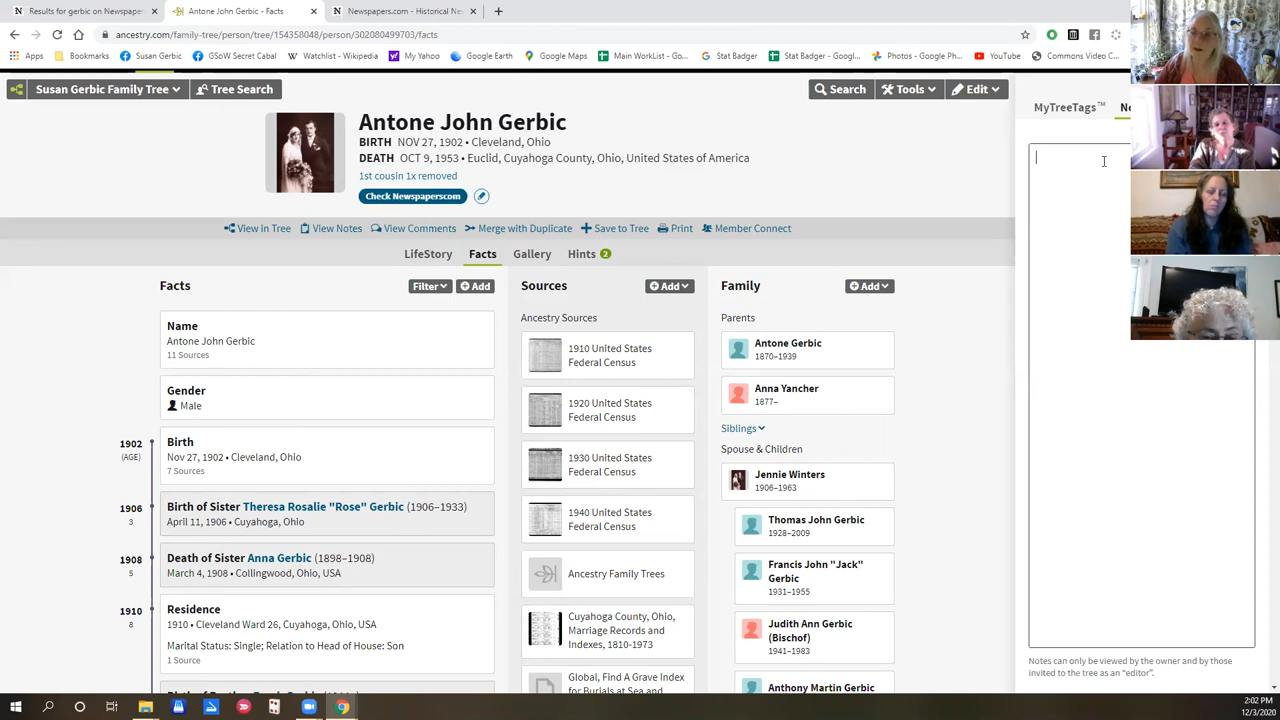 Results for gerbic on Newspape
Antone John Gerbic - Facts
Newspapers.com - Historical Ne
ancestry.com/family-tree/person/tree/154358048/person/302080499703/facts
Apps
Bookmarks
Susan Gerbic
GSoW Secret Cabal
Watchlist - Wikipedia
My Yahoo
Google Earth
Google Maps
Main WorkList - Go...
Stat Badger
Stat Badger - Goo...
Photos - Google Ph...
YouTube
Commons Video C...
Susan Gerbic Family Tree
Tree Search
Search
Tools
Edit
MyTreeTags™
No
Antone John Gerbic
BIRTH NOV 27, 1902 • Cleveland, Ohio
DEATH OCT 9, 1953 • Euclid, Cuyahoga County, Ohio, United States of America
1st cousin 1x removed
Check Newspaperscom
View in Tree
View Notes
View Comments
Merge with Duplicate
Save to Tree
Print
Member Connect
LifeStory
Facts
Gallery
Hints 2
Facts
Filter
Add
Name
Antone John Gerbic
11 Sources
Gender
Male
1902
(AGE)
Birth
Nov 27, 1902 • Cleveland, Ohio
7 Sources
1906
3
Birth of Sister Theresa Rosalie "Rose" Gerbic (1906–1933)
April 11, 1906 • Cuyahoga, Ohio
1908
5
Death of Sister Anna Gerbic (1898–1908)
March 4, 1908 • Collingwood, Ohio, USA
1910
8
Residence
1910 • Cleveland Ward 26, Cuyahoga, Ohio, USA
Marital Status: Single; Relation to Head of House: Son
1 Source
Sources
Add
Ancestry Sources
1910 United States
Federal Census
1920 United States
Federal Census
1930 United States
Federal Census
1940 United States
Federal Census
Ancestry Family Trees
Cuyahoga County, Ohio,
Marriage Records and
Indexes, 1810-1973
Global, Find A Grave Index
for Burials at Sea and
Family
Add
Parents
Antone Gerbic
1870–1939
Anna Yancher
1877–
Siblings
Spouse & Children
Jennie Winters
1906–1963
Thomas John Gerbic
1928–2009
Francis John "Jack"
Gerbic
1931–1955
Judith Ann Gerbic
(Bischof)
1941–1983
Anthony Martin Gerbic
Notes can only be viewed by the owner and by those
invited to the tree as an "editor".
2:02 PM
12/3/2020